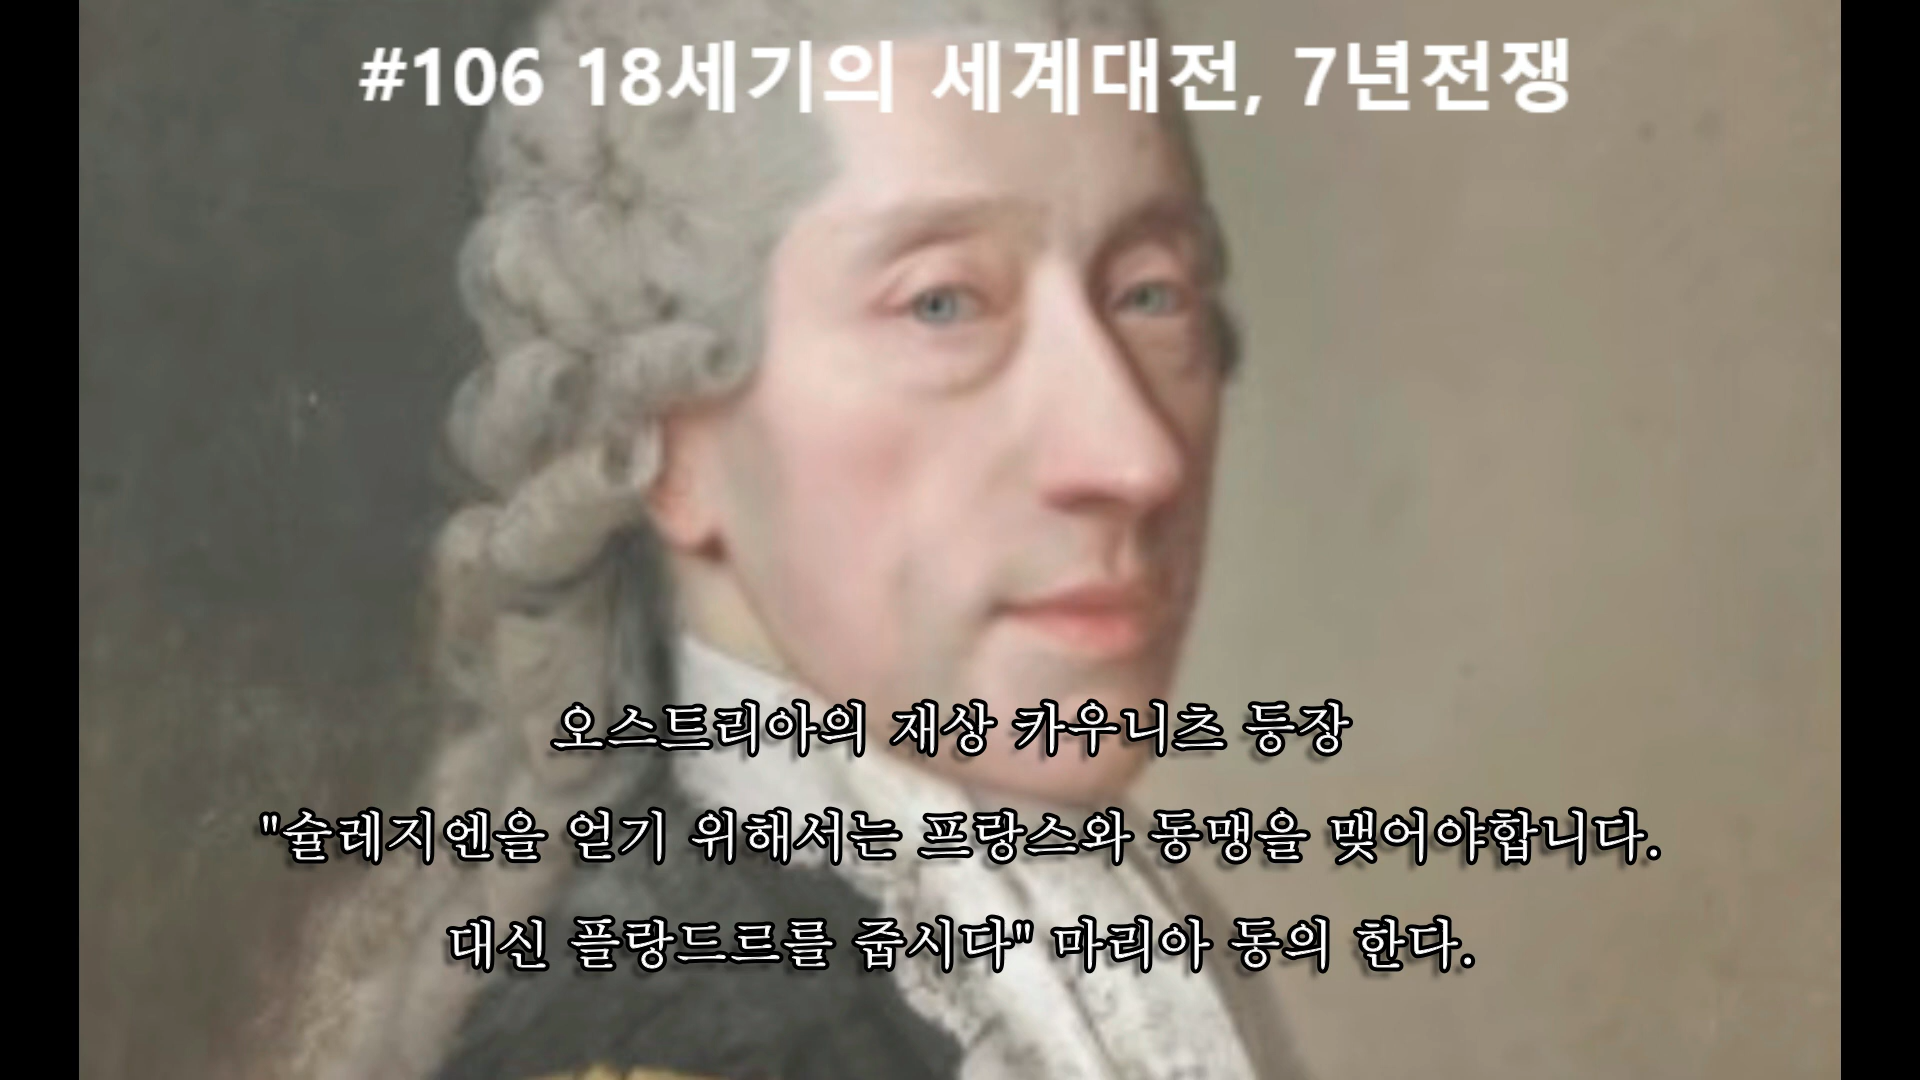 #106 18세기의 세계대전, 7년전쟁
오스트리아의 재상 카우니츠 등장
"슐레지엔을 얻기 위해서는 프랑스와 동맹을 맺어야합니다.
대신 플랑드르를 줍시다" 마리아 동의 한다.